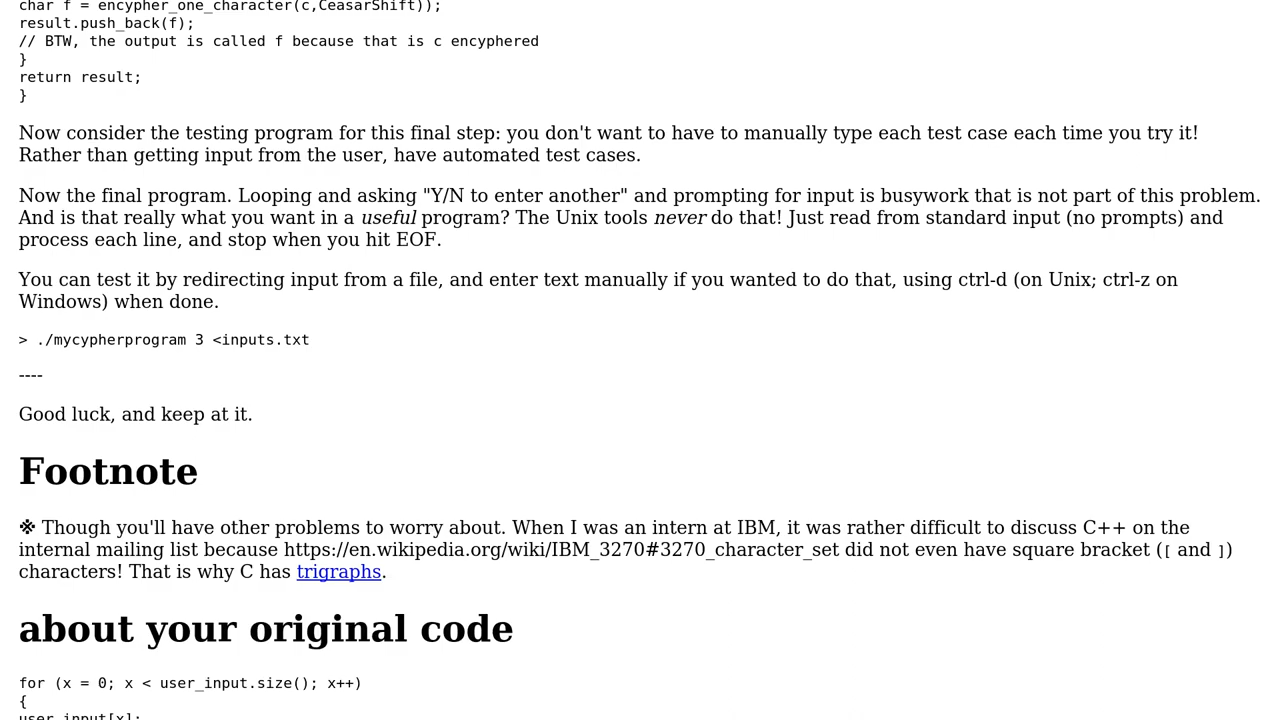 char f = encypher_one_character(c,CeasarShift));
result.push_back(f);
// BTW, the output is called f because that is c encyphered
}
return result;
}
Now consider the testing program for this final step: you don't want to have to manually type each test case each time you try it!
Rather than getting input from the user, have automated test cases.
Now the final program. Looping and asking "Y/N to enter another" and prompting for input is busywork that is not part of this problem.
And is that really what you want in a useful program? The Unix tools never do that! Just read from standard input (no prompts) and
process each line, and stop when you hit EOF.
You can test it by redirecting input from a file, and enter text manually if you wanted to do that, using ctrl-d (on Unix; ctrl-z on
Windows) when done.
> ./mycypherprogram 3 <inputs.txt
----
Good luck, and keep at it.
Footnote
※ Though you'll have other problems to worry about. When I was an intern at IBM, it was rather difficult to discuss C++ on the
internal mailing list because https://en.wikipedia.org/wiki/IBM_3270#3270_character_set did not even have square bracket ([ and ])
characters! That is why C has trigraphs.
about your original code
for (x = 0; x < user_input.size(); x++)
{
user_input[x];